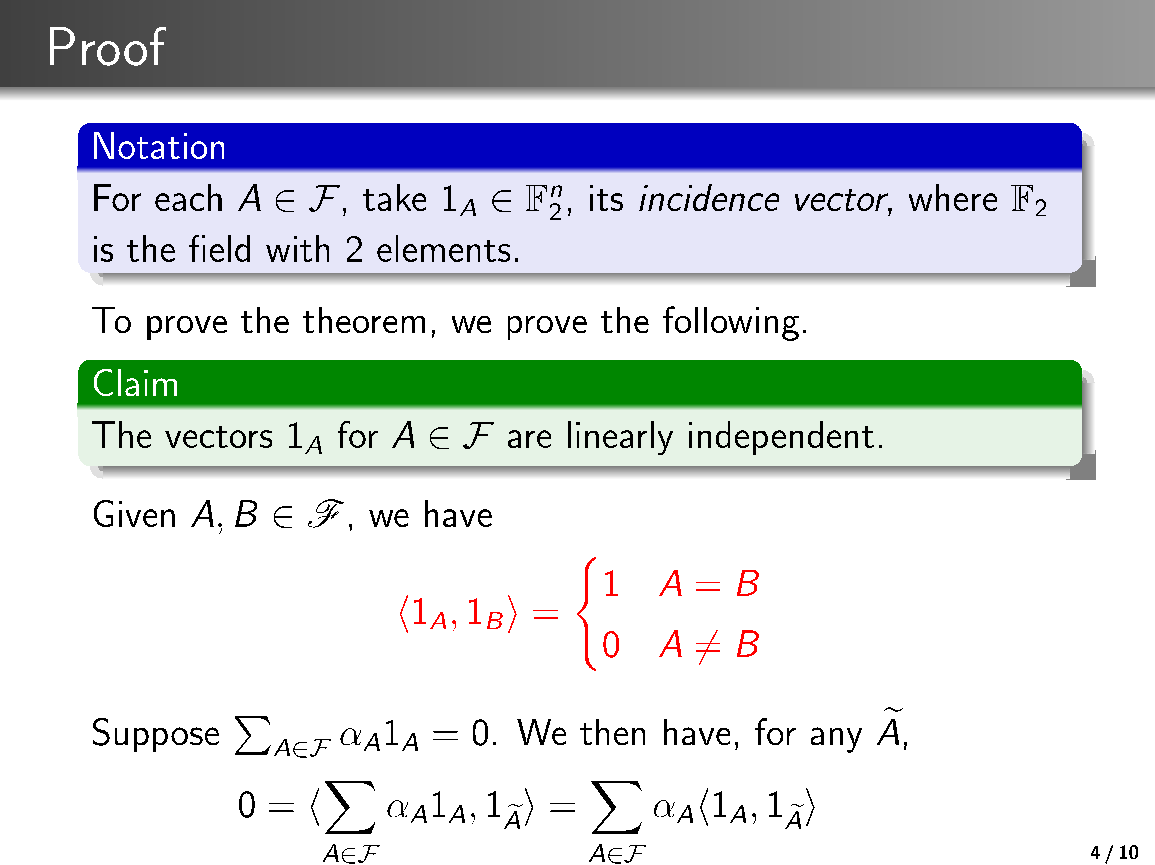 Proof
Notation
For each A ∈ ℱ, take 1_A ∈ 𝔽_2^n, its incidence vector, where 𝔽_2
is the field with 2 elements.
To prove the theorem, we prove the following.
Claim
The vectors 1_A for A ∈ ℱ are linearly independent.
Given A, B ∈ ℱ, we have
⟨1_A, 1_B⟩ = { 1 A = B
0 A ≠ B
Suppose ∑_{A∈ℱ} α_A 1_A = 0. We then have, for any Ã,
0 = ⟨∑_{A∈ℱ} α_A 1_A, 1_Ã⟩ = ∑_{A∈ℱ} α_A⟨1_A, 1_Ã⟩
4 / 10